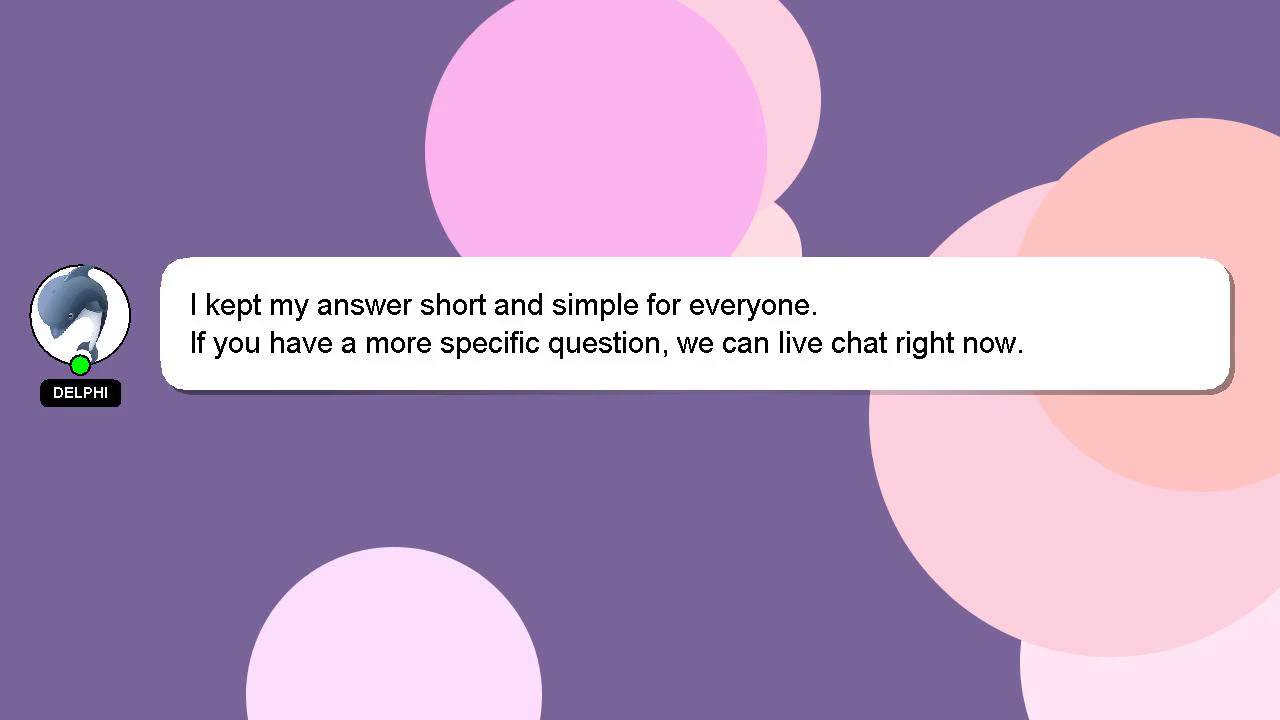 I kept my answer short and simple for everyone.
If you have a more specific question, we can live chat right now.
DELPHI